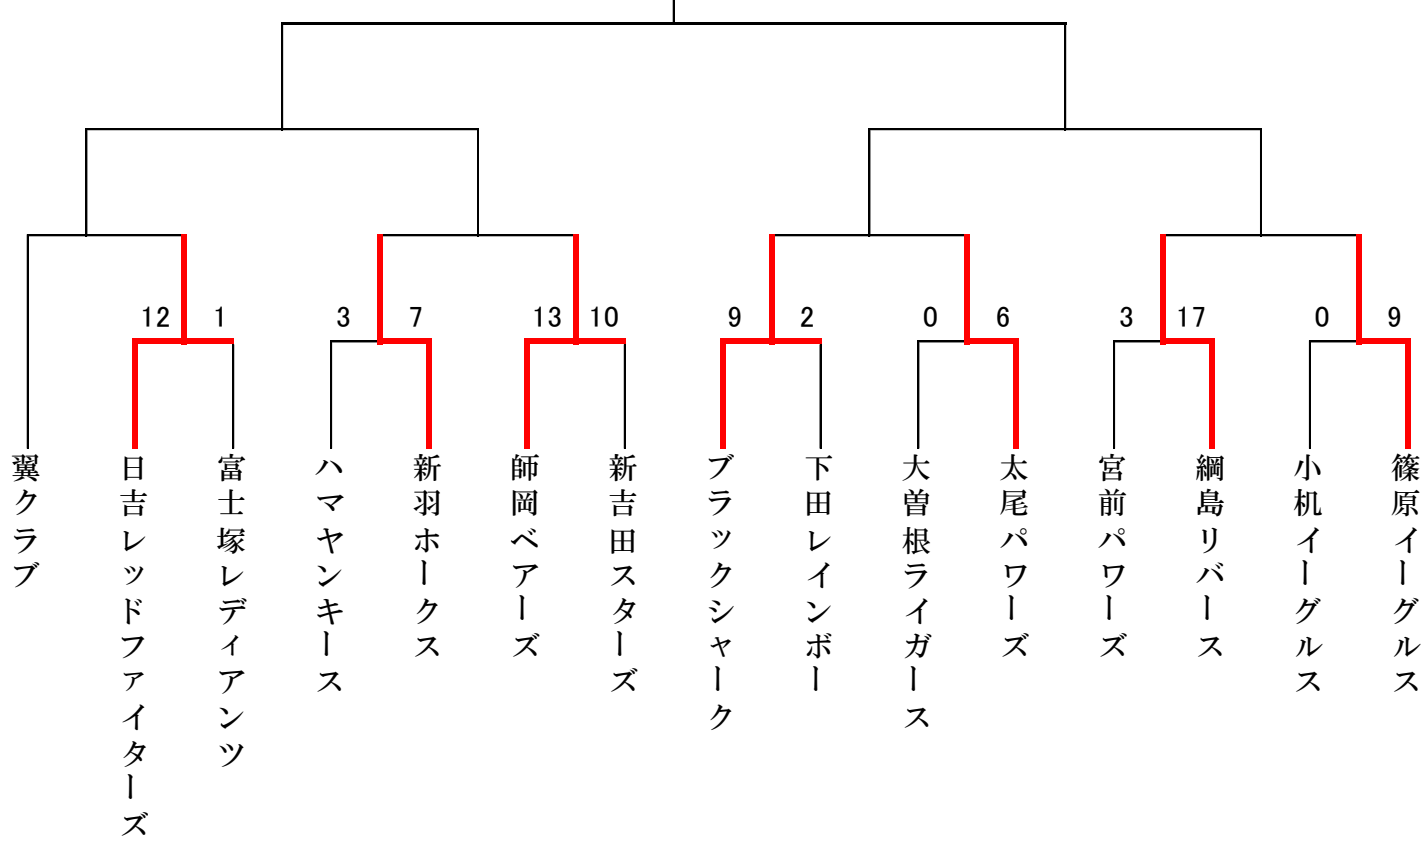 12 1 3 7 13 10 9 2 0 6 3 17 0 9
翼クラブ
日吉レッドファイターズ
富士塚レディアンツ
ハマヤンキース
新羽ホークス
師岡ベアーズ
新吉田スターズ
ブラックシャーク
下田レインボー
大曽根ライガース
太尾パワーズ
宮前パワーズ
綱島リバース
小机イーグルス
篠原イーグルス